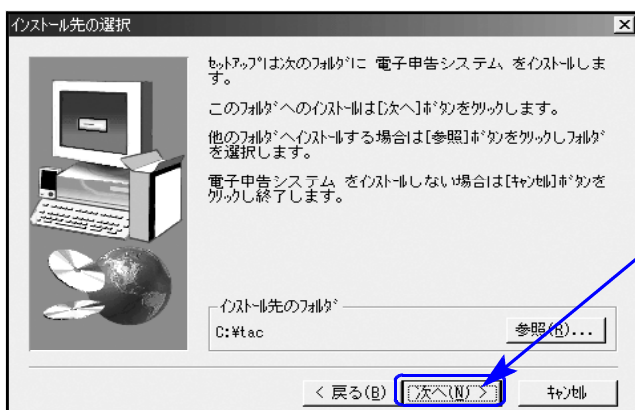 インストール先の選択
ｾｯﾄｱｯﾌﾟは次のﾌｫﾙﾀﾞに 電子申告システム をｲﾝｽﾄｰﾙしま
す。
このﾌｫﾙﾀﾞへのｲﾝｽﾄｰﾙは[次へ]ﾎﾞﾀﾝをｸﾘｯｸします。
他のﾌｫﾙﾀﾞへｲﾝｽﾄｰﾙする場合は[参照]ﾎﾞﾀﾝをｸﾘｯｸしﾌｫﾙﾀﾞ
を選択します。
電子申告システム をｲﾝｽﾄｰﾙしない場合は[ｷｬﾝｾﾙ]ﾎﾞﾀﾝを
ｸﾘｯｸし終了します。
ｲﾝｽﾄｰﾙ先のﾌｫﾙﾀﾞ
C:¥tac
参照(R)...
< 戻る(B)
次へ(N) >
ｷｬﾝｾﾙ